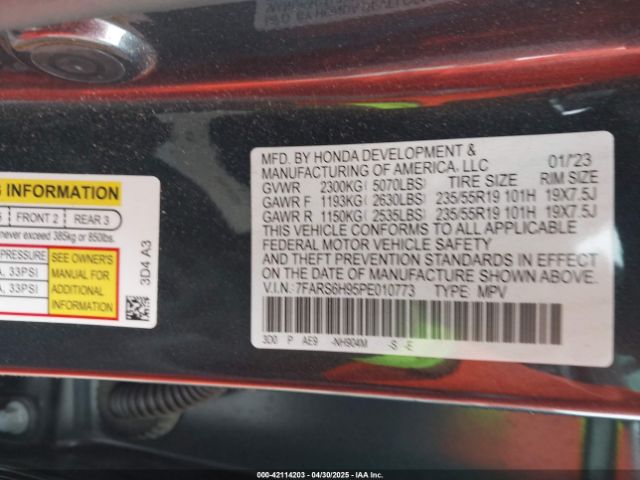 MFD. BY HONDA DEVELOPMENT &
MANUFACTURING OF AMERICA, LLC 01/'23
GVWR 2300KG( 5070LBS) TIRE SIZE RIM SIZE
GAWR F 1193KG( 2630LBS) 235/55R19 101H 19X7.5J
GAWR R 1150KG( 2535LBS) 235/55R19 101H 19X7.5J
THIS VEHICLE CONFORMS TO ALL APPLICABLE
FEDERAL MOTOR VEHICLE SAFETY
AND THEFT PREVENTION STANDARDS IN EFFECT
ON THE DATE OF MANUFACTURE SHOWN ABOVE.
V.I.N.:7FARS6H95PE010773 TYPE MPV
3D0 P AE9 -NH904M -S -E
INFORMATION
FRONT 2 REAR 3
never exceed 385kg or 850lbs.
PRESSURE
33PSI
33PSI
SEE OWNER'S
MANUAL FOR
ADDITIONAL
INFORMATION
3D4 A3
000-42114203 - 04/30/2025 - IAA Inc.